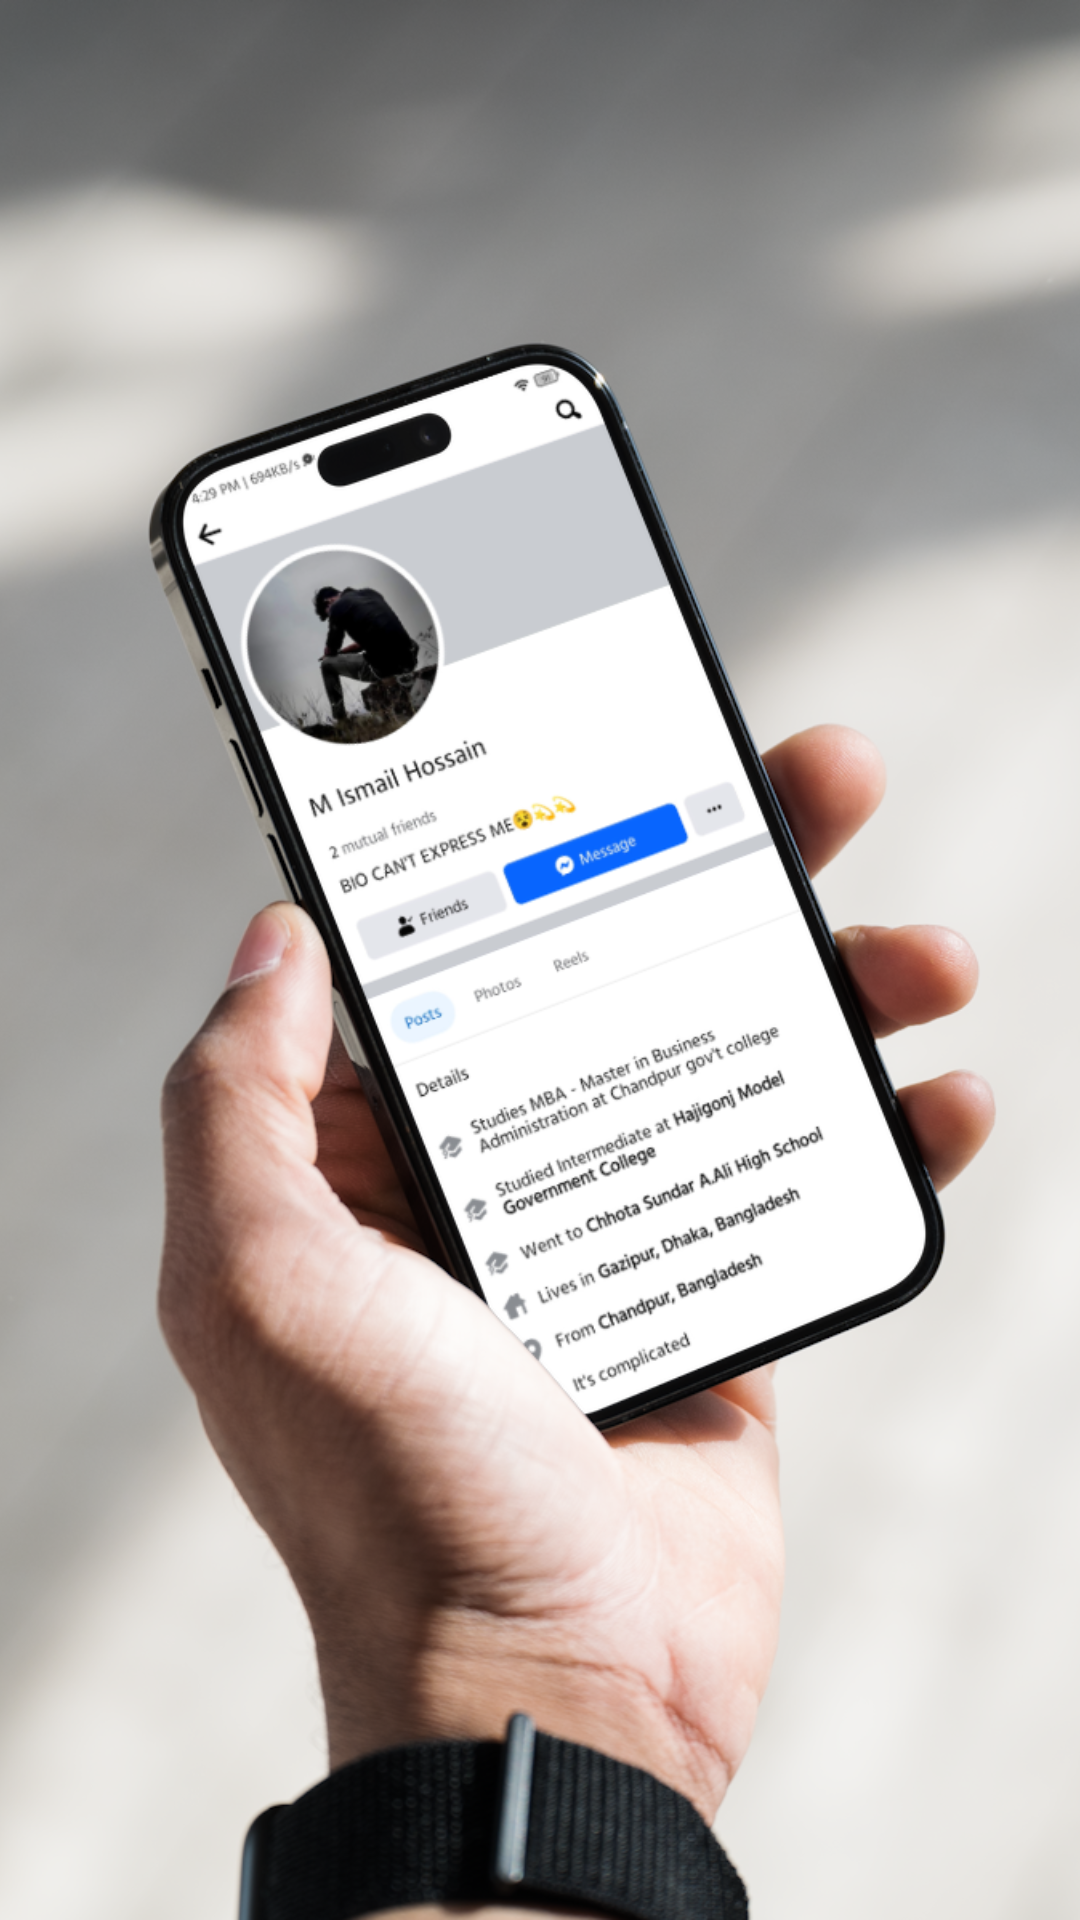 4:29 PM | 694KB/s
M Ismail Hossain
2 mutual friends
BIO CAN'T EXPRESS ME😵💫💫
Friends
Message
Posts
Photos
Reels
Details
Studies MBA - Master in Business
Administration at Chandpur gov't college
Studied Intermediate at Hajigonj Model
Government College
Went to Chhota Sundar A.Ali High School
Lives in Gazipur, Dhaka, Bangladesh
From Chandpur, Bangladesh
It's complicated